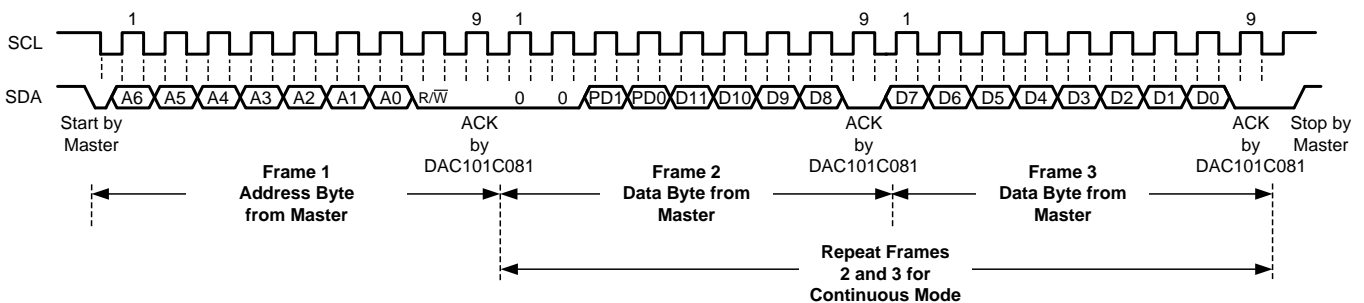 1 9 1 9 1 9
SCL
SDA A6 A5 A4 A3 A2 A1 A0 R/W̅ 0 0 PD1 PD0 D11 D10 D9 D8 D7 D6 D5 D4 D3 D2 D1 D0
Start by
Master
ACK
by
DAC101C081
ACK
by
DAC101C081
ACK
by
DAC101C081
Stop by
Master
Frame 1
Address Byte
from Master
Frame 2
Data Byte from
Master
Frame 3
Data Byte from
Master
Repeat Frames
2 and 3 for
Continuous Mode